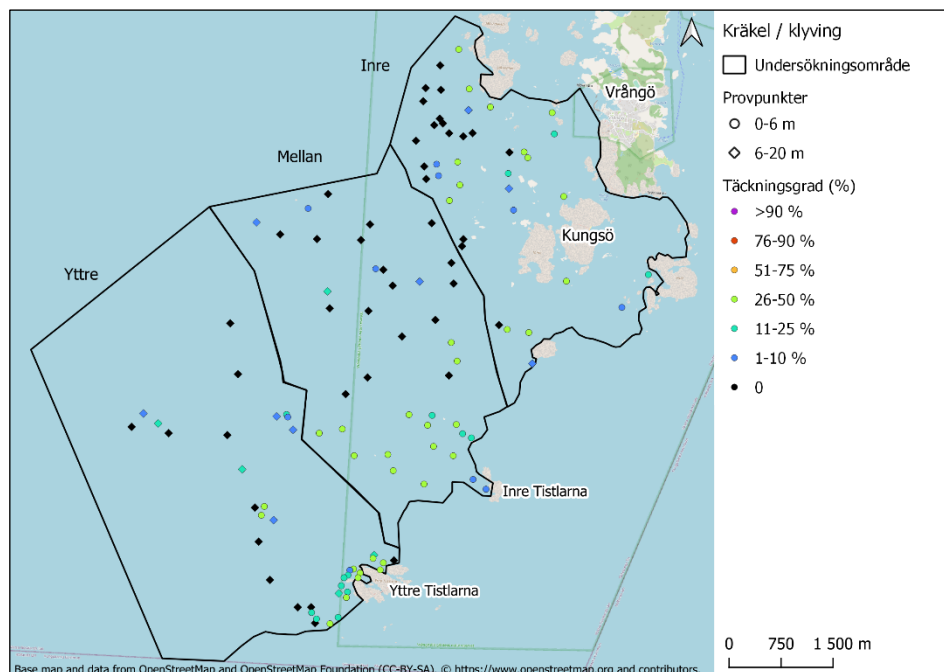 Inre
Mellan
Yttre
Vrångö
Kungsö
Inre Tistlarna
Yttre Tistlarna
Base map and data from OpenStreetMap and OpenStreetMap Foundation (CC-BY-SA). © https://www.openstreetmap.org and contributors.
Kräkel / klyving
Undersökningsområde
Provpunkter
0-6 m
6-20 m
Täckningsgrad (%)
>90 %
76-90 %
51-75 %
26-50 %
11-25 %
1-10 %
0
0 750 1 500 m